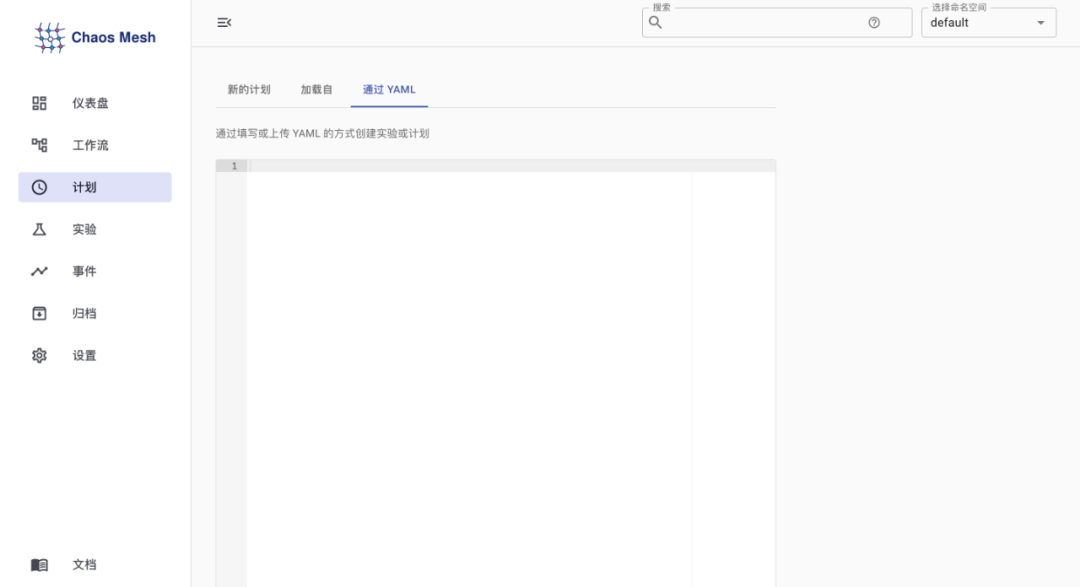 Chaos Mesh
仪表盘
工作流
计划
实验
事件
归档
设置
文档
搜索
选择命名空间
default
新的计划
加载自
通过 YAML
通过填写或上传 YAML 的方式创建实验或计划
1